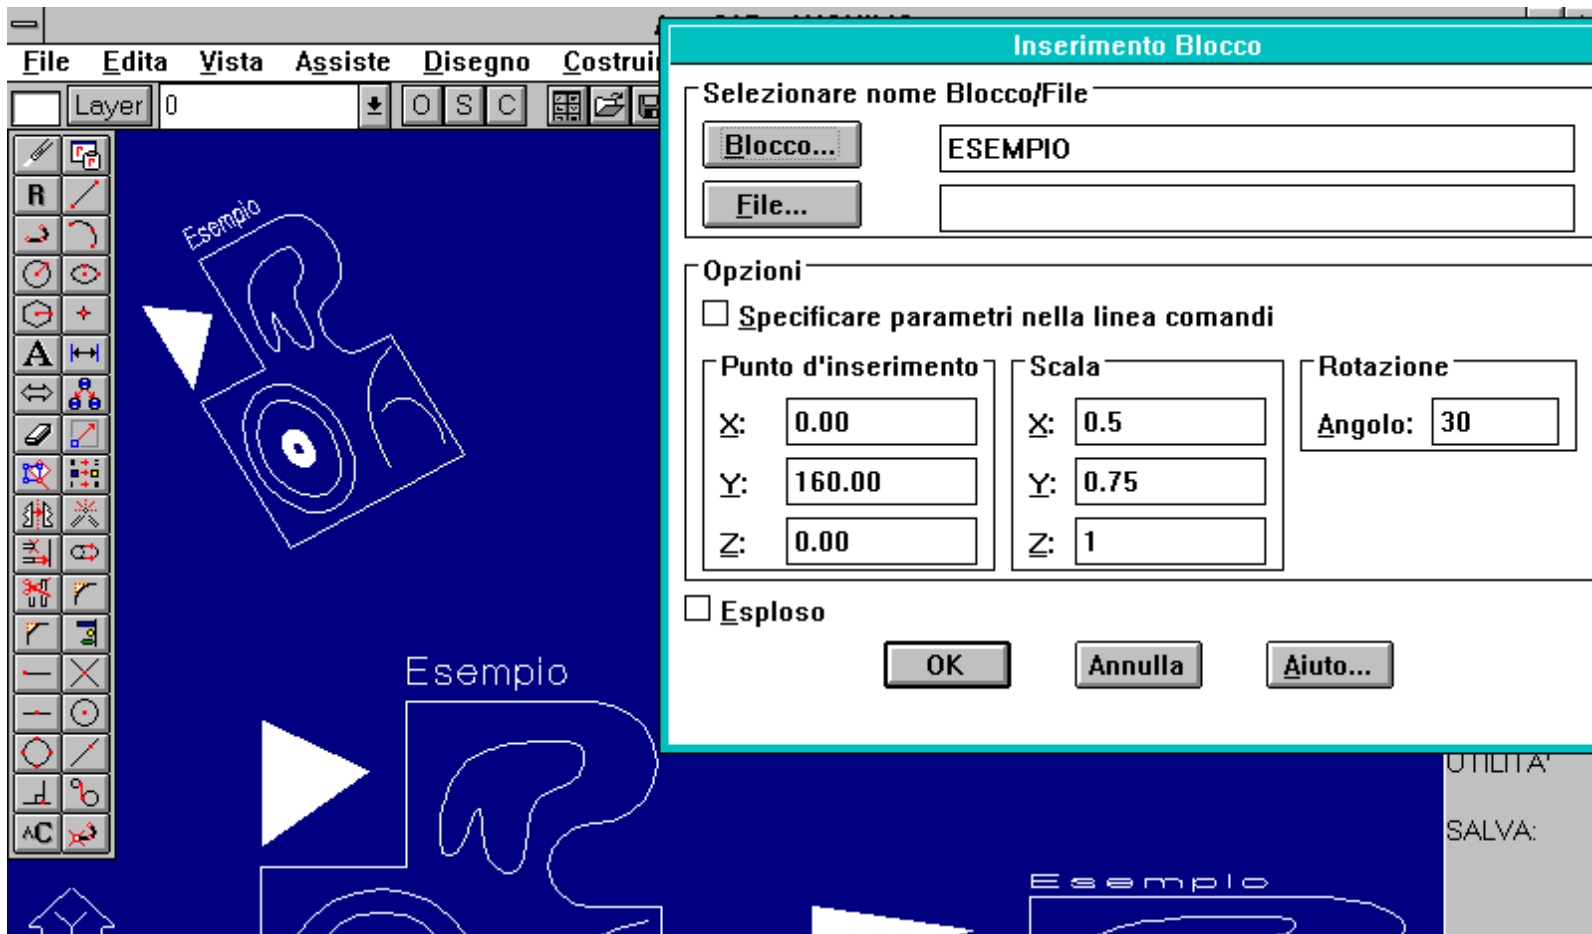 File Edita Vista Assiste Disegno Costrui
Layer 0 O S C
Inserimento Blocco
Selezionare nome Blocco/File
Blocco... ESEMPIO
File...
Opzioni
Specificare parametri nella linea comandi
Punto d'inserimento Scala Rotazione
X: 0.00 X: 0.5 Angolo: 30
Y: 160.00 Y: 0.75
Z: 0.00 Z: 1
Esploso
OK Annulla Aiuto...
R
A
AC
Esempio
Esempio
Esempio
UTILITA'
SALVA:
Y